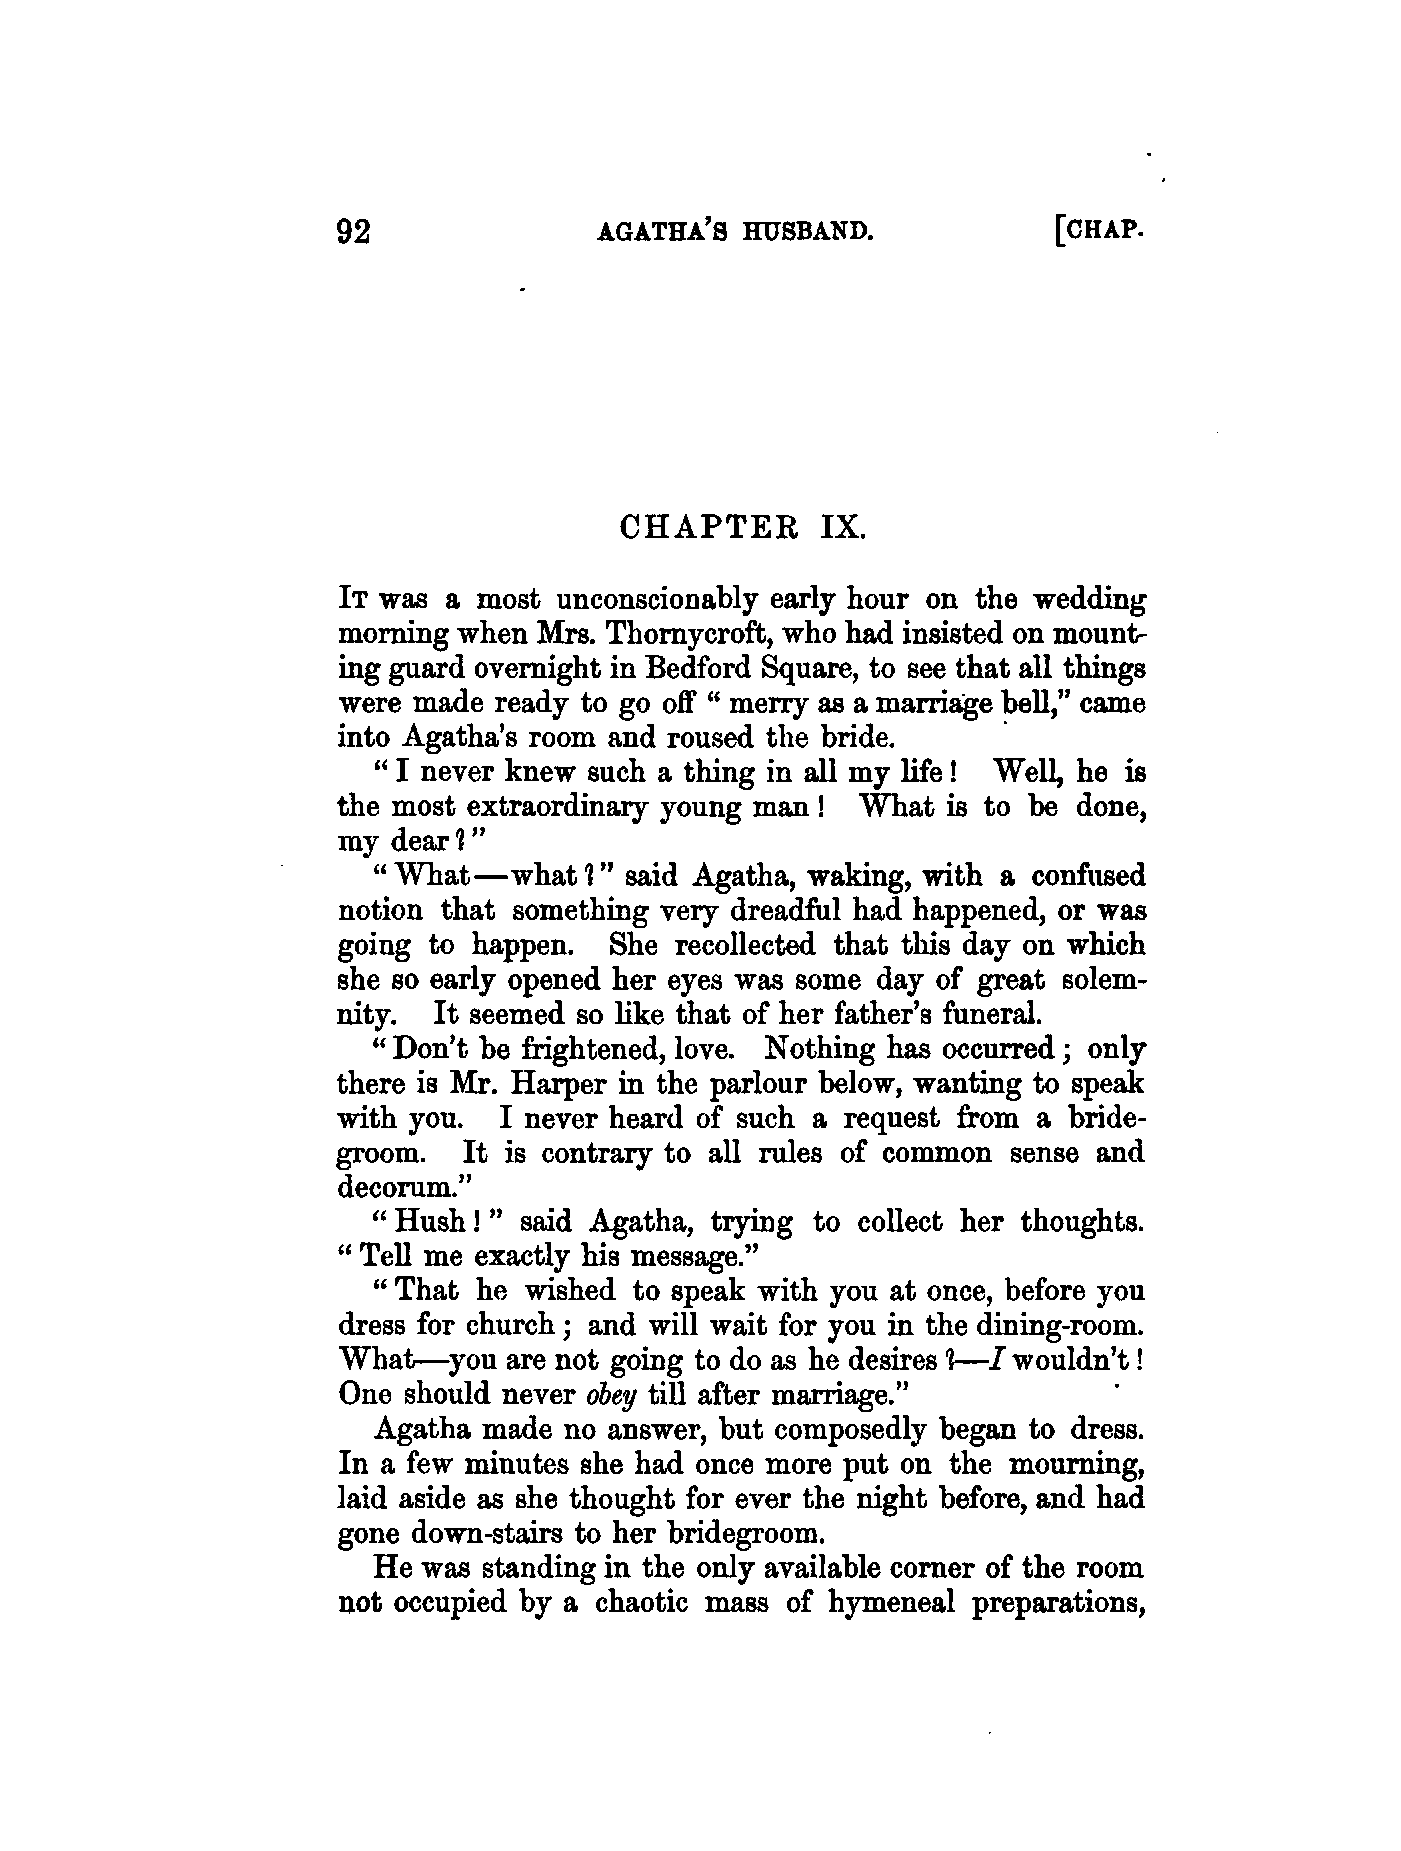 92 AGATHA'S HUSBAND. [CHAP.
CHAPTER IX.
IT was a most unconscionably early hour on the wedding
morning when Mrs. Thornycroft, who had insisted on mount-
ing guard overnight in Bedford Square, to see that all things
were made ready to go off “ merry as a marriage bell,” came
into Agatha's room and roused the bride.
“ I never knew such a thing in all my life ! Well, he is
the most extraordinary young man ! What is to be done,
my dear ? ”
“ What—what ? ” said Agatha, waking, with a confused
notion that something very dreadful had happened, or was
going to happen. She recollected that this day on which
she so early opened her eyes was some day of great solem-
nity. It seemed so like that of her father's funeral.
“ Don't be frightened, love. Nothing has occurred ; only
there is Mr. Harper in the parlour below, wanting to speak
with you. I never heard of such a request from a bride-
groom. It is contrary to all rules of common sense and
decorum.”
“ Hush ! ” said Agatha, trying to collect her thoughts.
“ Tell me exactly his message.”
“ That he wished to speak with you at once, before you
dress for church ; and will wait for you in the dining-room.
What—you are not going to do as he desires ?—I wouldn't !
One should never obey till after marriage.”
Agatha made no answer, but composedly began to dress.
In a few minutes she had once more put on the mourning,
laid aside as she thought for ever the night before, and had
gone down-stairs to her bridegroom.
He was standing in the only available corner of the room
not occupied by a chaotic mass of hymeneal preparations,